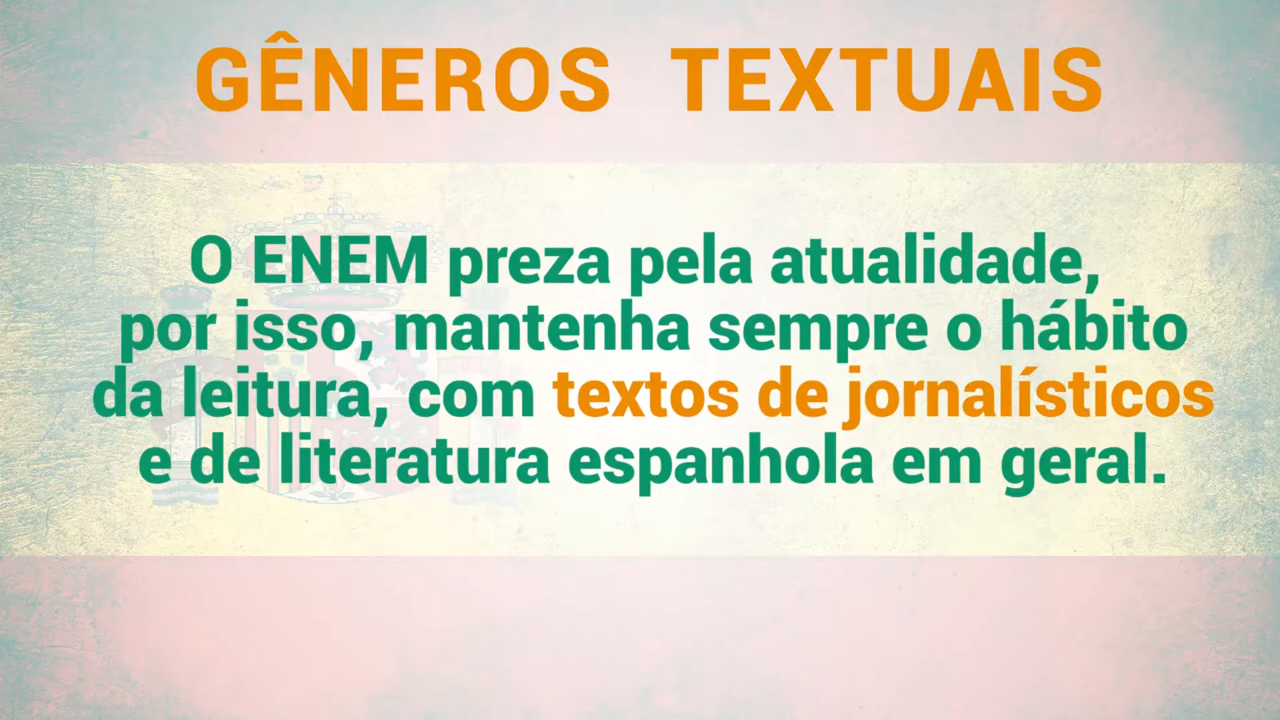 GÊNEROS TEXTUAIS
O ENEM preza pela atualidade,
por isso, mantenha sempre o hábito
da leitura, com textos de jornalísticos
e de literatura espanhola em geral.